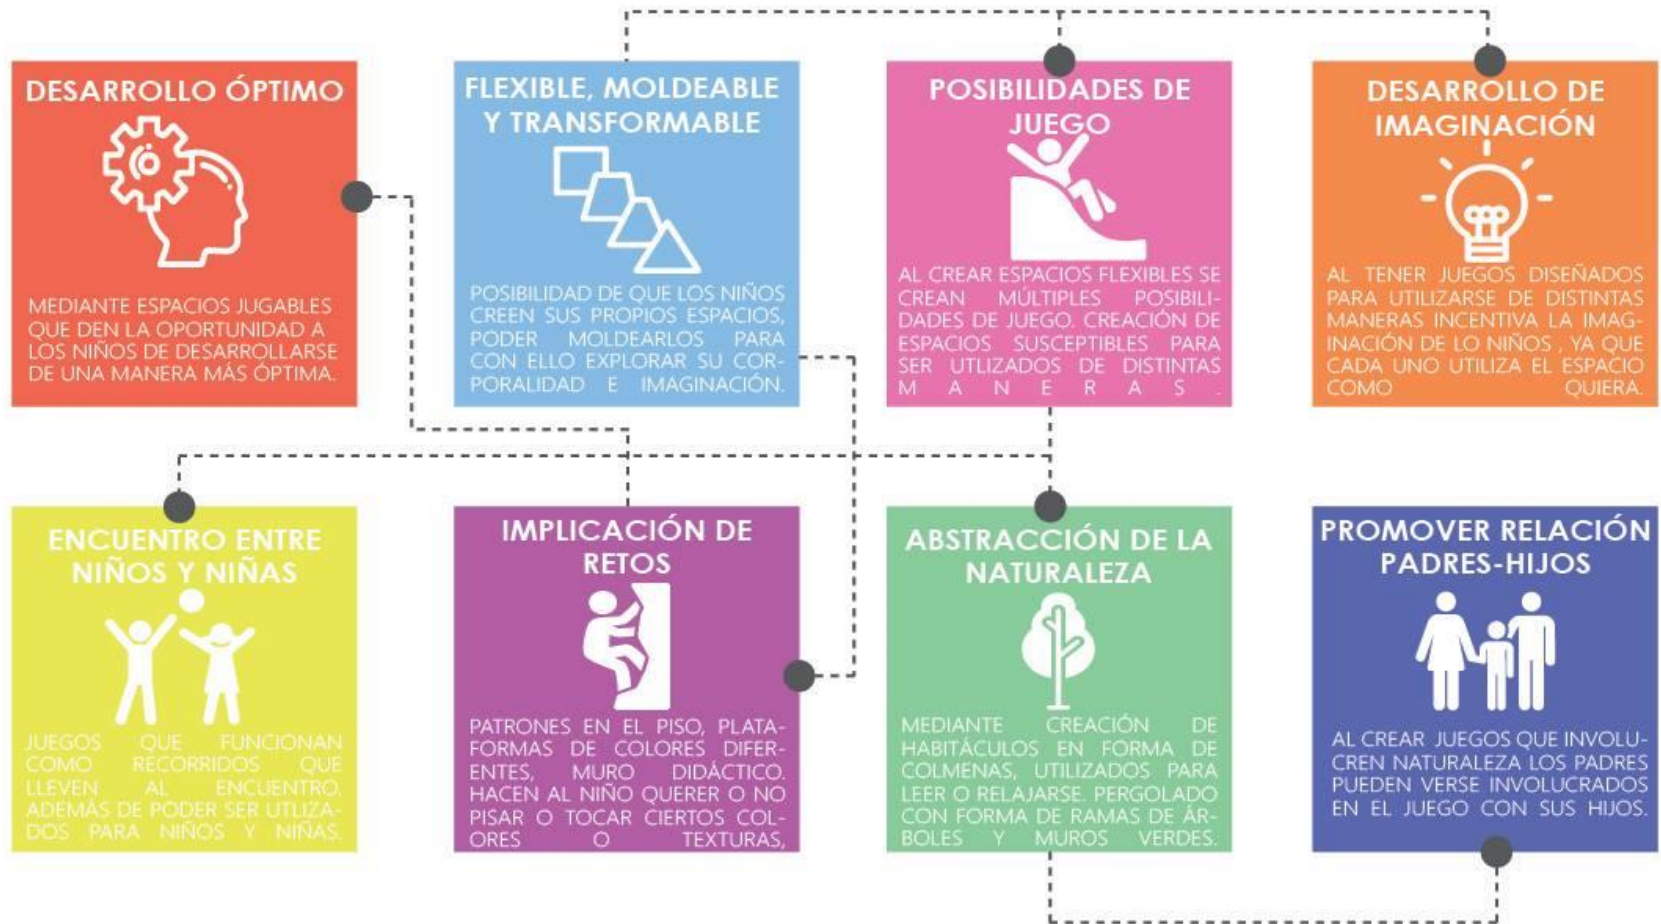 DESARROLLO ÓPTIMO
MEDIANTE ESPACIOS JUGABLES
QUE DEN LA OPORTUNIDAD A
LOS NIÑOS DE DESARROLLARSE
DE UNA MANERA MÁS ÓPTIMA.
FLEXIBLE, MOLDEABLE
Y TRANSFORMABLE
POSIBILIDAD DE QUE LOS NIÑOS
CREEN SUS PROPIOS ESPACIOS,
PODER MOLDEARLOS PARA
CON ELLO EXPLORAR SU COR-
PORALIDAD E IMAGINACIÓN.
POSIBILIDADES DE
JUEGO
AL CREAR ESPACIOS FLEXIBLES SE
CREAN MÚLTIPLES POSIBILI-
DADES DE JUEGO. CREACIÓN DE
ESPACIOS SUSCEPTIBLES PARA
SER UTLIZADOS DE DISTINTAS
MANERAS.
DESARROLLO DE
IMAGINACIÓN
AL TENER JUEGOS DISEÑADOS
PARA UTILIZARSE DE DISTINTAS
MANERAS INCENTIVA LA IMAG-
INACIÓN DE LO NIÑOS , YA QUE
CADA UNO UTILIZA EL ESPACIO
COMO QUIERA.
ENCUENTRO ENTRE
NIÑOS Y NIÑAS
JUEGOS QUE FUNCIONAN
COMO RECORRIDOS QUE
LLEVEN AL ENCUENTRO.
ADEMÁS DE PODER SER UTLIZA-
DOS PARA NIÑOS Y NIÑAS.
IMPLICACIÓN DE
RETOS
PATRONES EN EL PISO, PLATA-
FORMAS DE COLORES DIFER-
ENTES, MURO DIDÁCTICO.
HACEN AL NIÑO QUERER O NO
PISAR O TOCAR CIERTOS COL-
ORES O TEXTURAS,
ABSTRACCIÓN DE LA
NATURALEZA
MEDIANTE CREACIÓN DE
HABITÁCULOS EN FORMA DE
COLMENAS, UTILIZADOS PARA
LEER O RELAJARSE. PERGOLADO
CON FORMA DE RAMAS DE ÁR-
BOLES Y MUROS VERDES.
PROMOVER RELACIÓN
PADRES-HIJOS
AL CREAR JUEGOS QUE INVOLU-
CREN NATURALEZA LOS PADRES
PUEDEN VERSE INVOLUCRADOS
EN EL JUEGO CON SUS HIJOS.